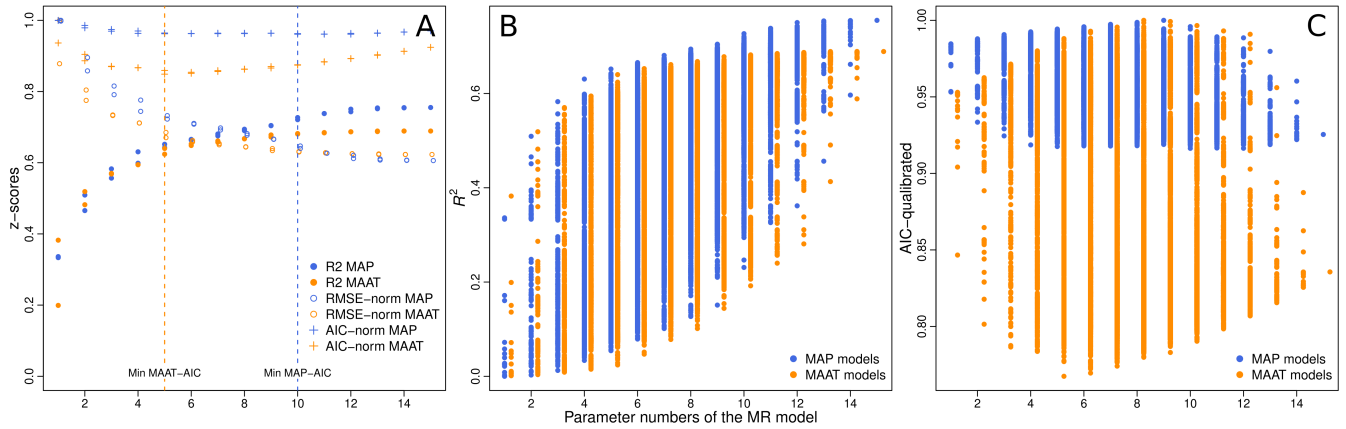 A
z−scores
1.0
0.8
0.6
0.4
0.2
0.0
R2 MAP
R2 MAAT
RMSE−norm MAP
RMSE−norm MAAT
AIC−norm MAP
AIC−norm MAAT
Min MAAT−AIC
Min MAP−AIC
2 4 6 8 10 12 14
B
R²
0.6
0.4
0.2
0.0
MAP models
MAAT models
2 4 6 8 10 12 14
Parameter numbers of the MR model
C
AIC−qualibrated
1.00
0.95
0.90
0.85
0.80
MAP models
MAAT models
2 4 6 8 10 12 14